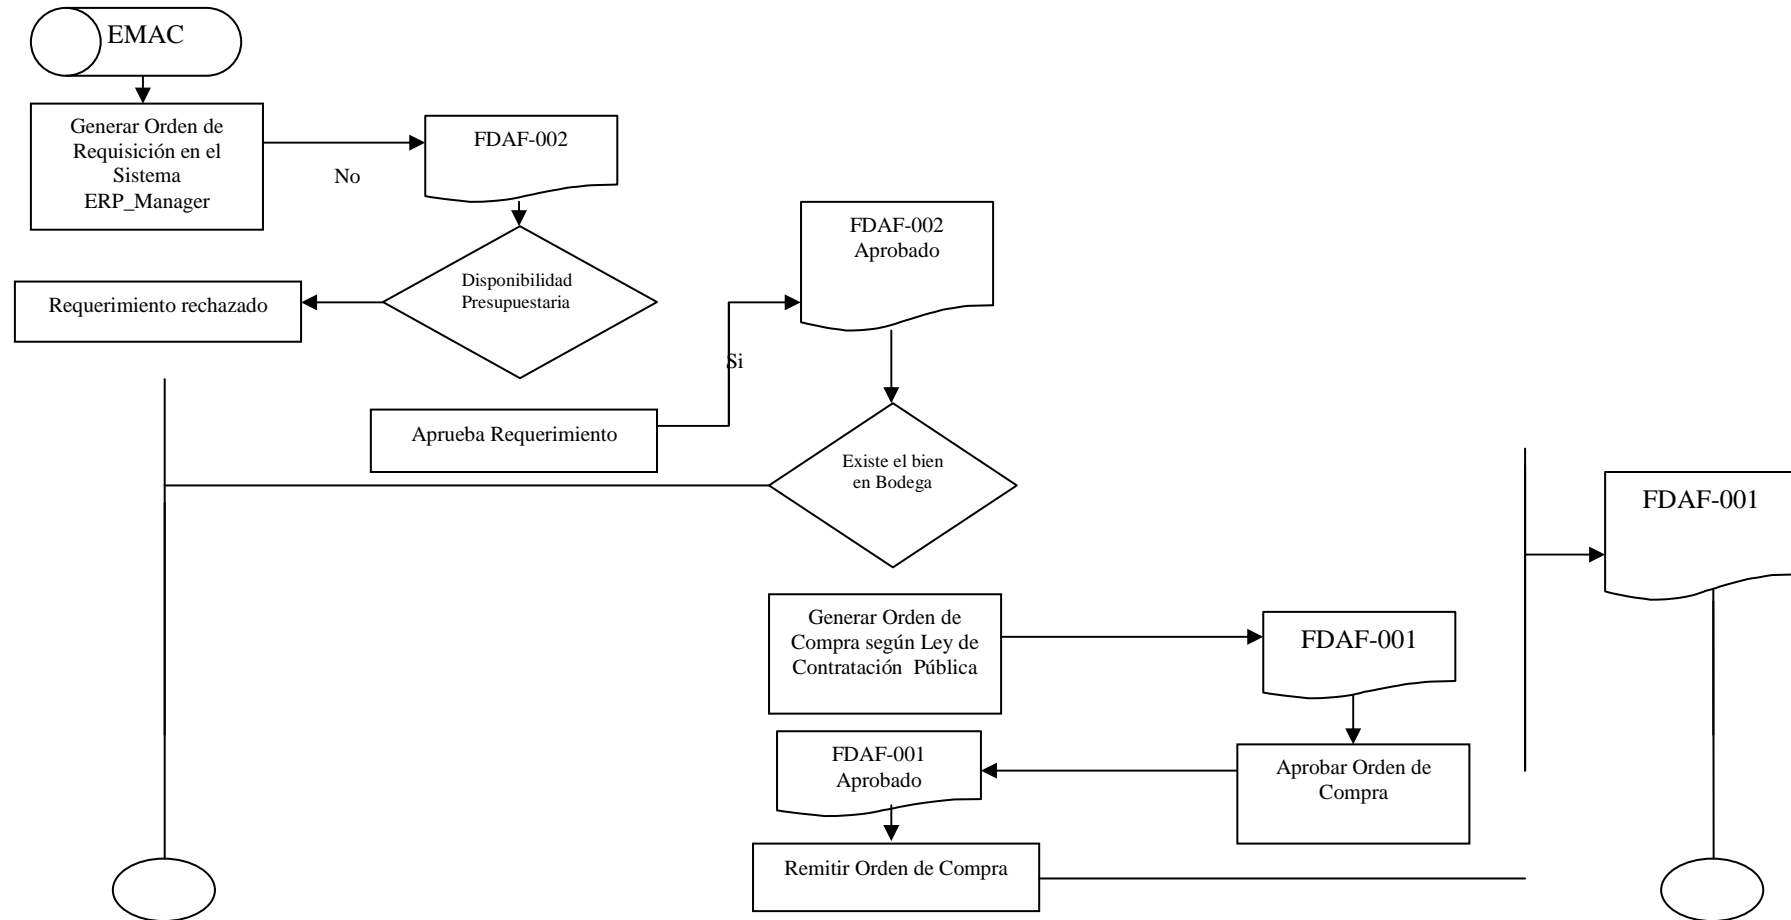 EMAC
Generar Orden de
Requisición en el
Sistema
ERP_Manager
No
FDAF-002
Disponibilidad
Presupuestaria
Requerimiento rechazado
FDAF-002
Aprobado
Si
Aprueba Requerimiento
Existe el bien
en Bodega
FDAF-001
Generar Orden de
Compra según Ley de
Contratación Pública
FDAF-001
Aprobar Orden de
Compra
FDAF-001
Aprobado
Remitir Orden de Compra